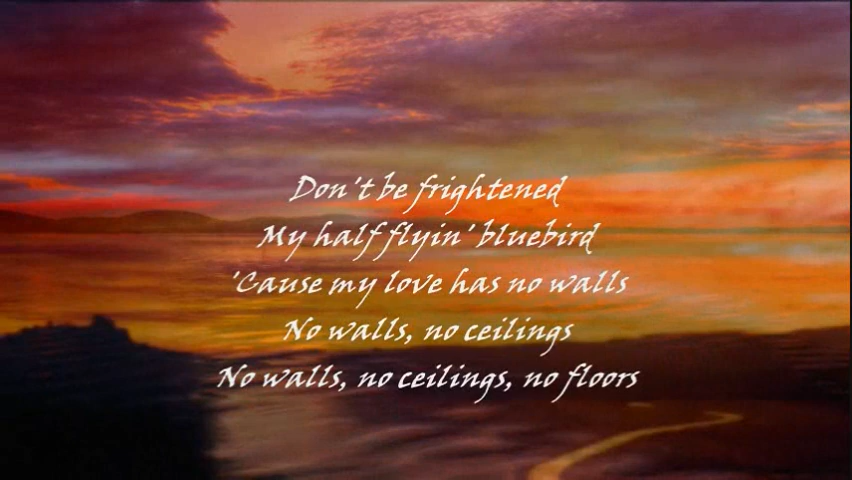 Don't be frightened
My half flyin' bluebird
'Cause my love has no walls
No walls, no ceilings
No walls, no ceilings, no floors